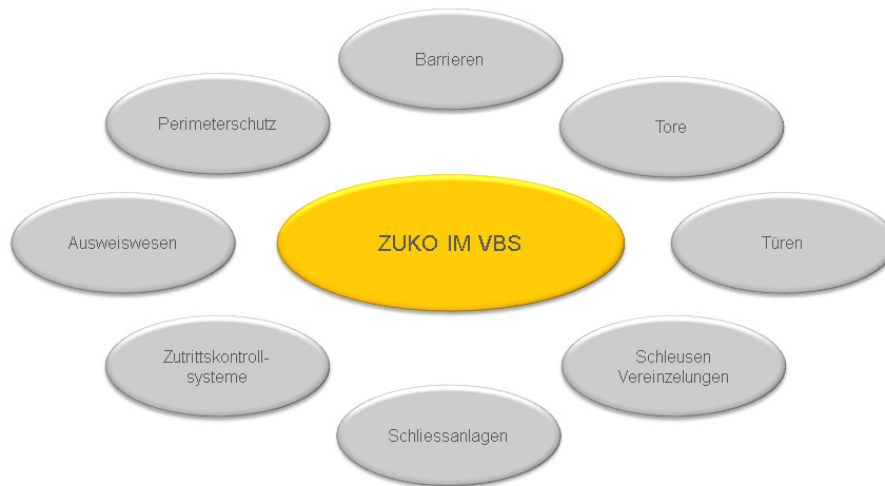 Barrieren
Perimeterschutz
Tore
Ausweiswesen
ZUKO IM VBS
Türen
Zutrittskontroll-
systeme
Schleusen
Vereinzelungen
Schliessanlagen